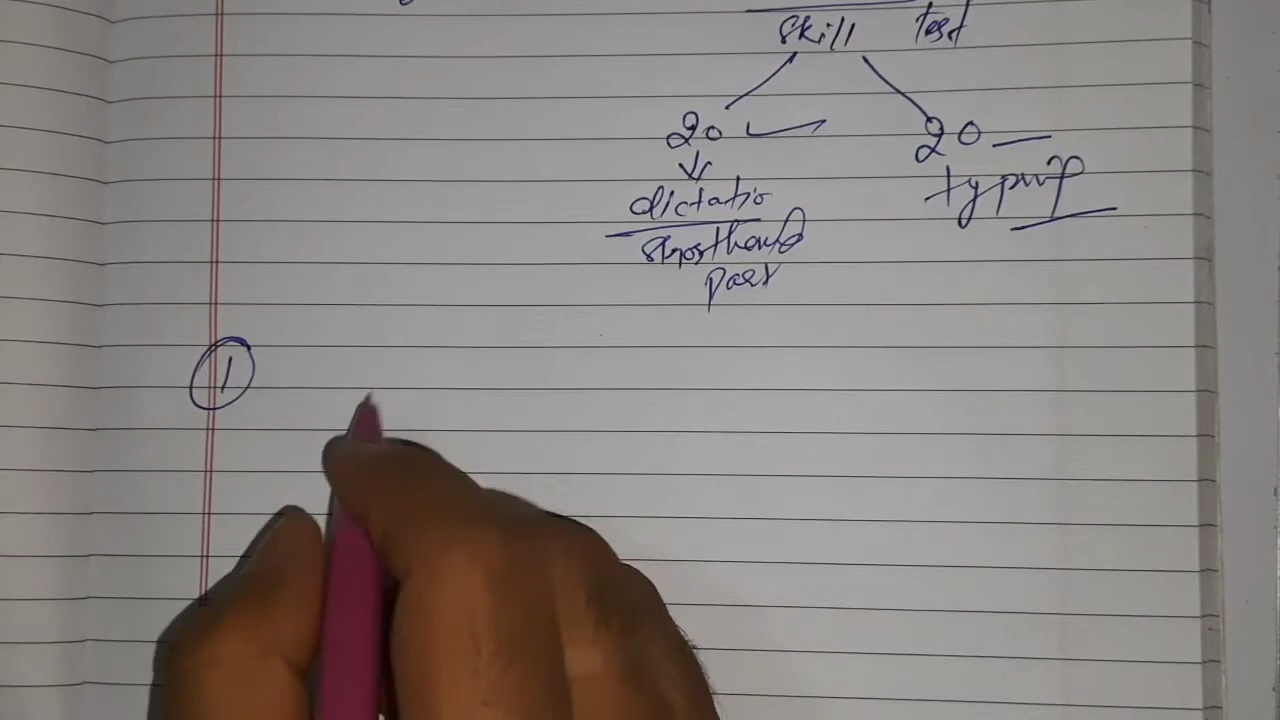 skill test
20 20
dictatio typing
shorthand
part
1